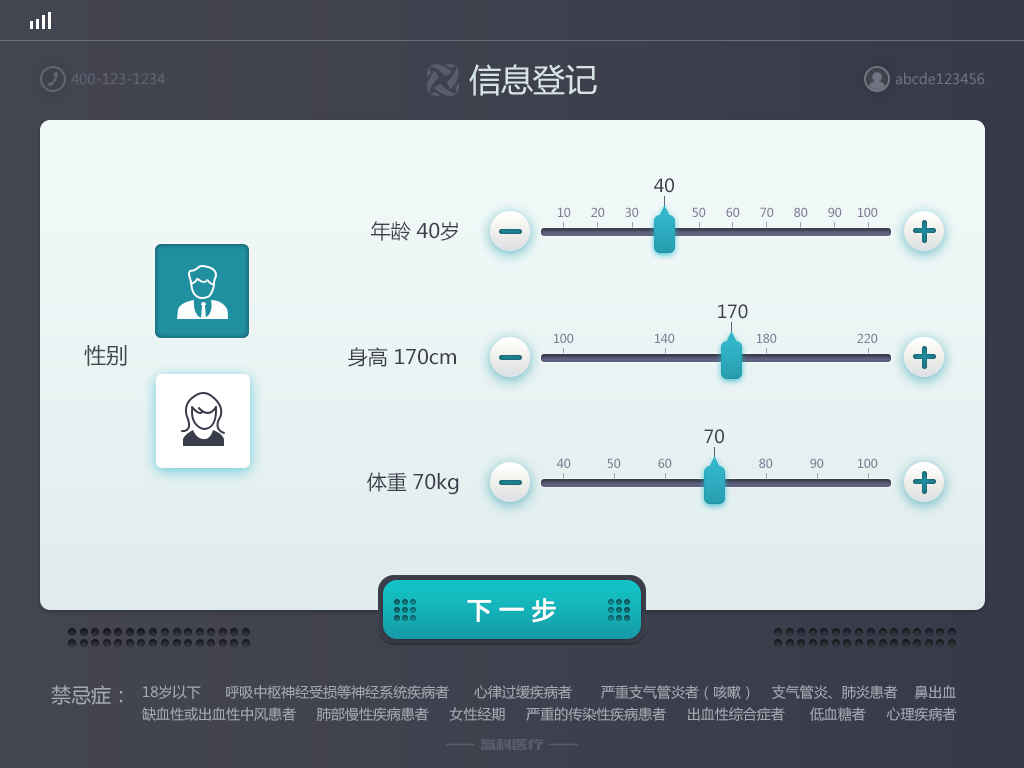 400-123-1234
信息登记
abcde123456
40
年龄 40岁
10 20 30 50 60 70 80 90 100
170
性别
身高 170cm
100 140 180 220
70
体重 70kg
40 50 60 80 90 100
下一步
禁忌症： 18岁以下 呼吸中枢神经受损等神经系统疾病者 心律过缓疾病者 严重支气管炎者（咳嗽） 支气管炎、肺炎患者 鼻出血
缺血性或出血性中风患者 肺部慢性疾病患者 女性经期 严重的传染性疾病患者 出血性综合症者 低血糖者 心理疾病者